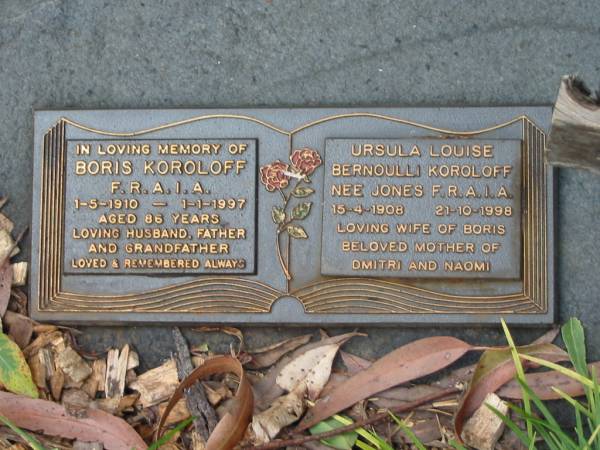 IN LOVING MEMORY OF
BORIS KOROLOFF
F.R.A.I.A.
1-5-1910 — 1-1-1997
AGED 86 YEARS
LOVING HUSBAND, FATHER
AND GRANDFATHER
LOVED & REMEMBERED ALWAYS
URSULA LOUISE
BERNOULLI KOROLOFF
NEE JONES F.R.A.I.A.
15-4-1908 21-10-1998
LOVING WIFE OF BORIS
BELOVED MOTHER OF
DMITRI AND NAOMI